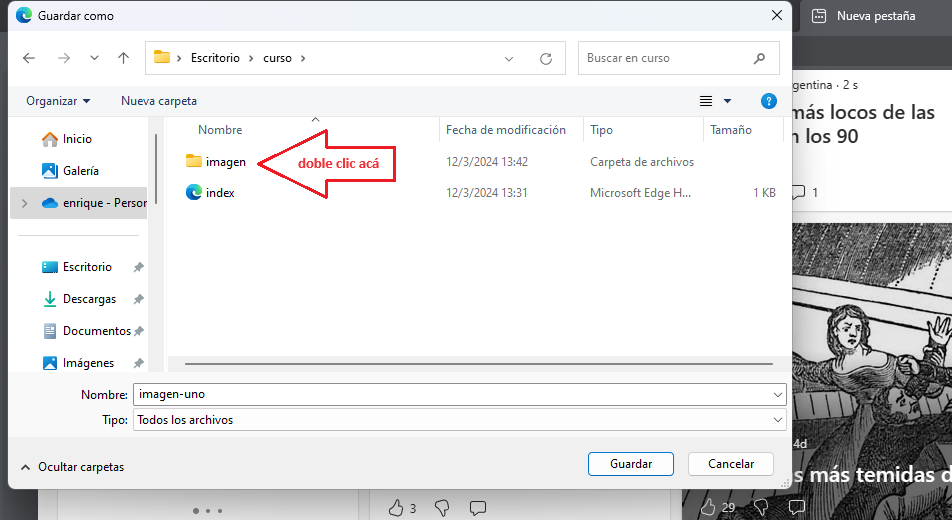 Guardar como
Nueva pestaña
Escritorio
curso
Buscar en curso
Organizar
Nueva carpeta
?
Nombre
Fecha de modificación
Tipo
Tamaño
Inicio
Galería
enrique - Person
Escritorio
Descargas
Documentos
Imágenes
imagen
12/3/2024 13:42
Carpeta de archivos
doble clic acá
index
12/3/2024 13:31
Microsoft Edge H...
1 KB
Nombre:
imagen-uno
Tipo:
Todos los archivos
Ocultar carpetas
Guardar
Cancelar
gentina · 2 s
más locos de las
n los 90
1
4d
s más temidas d
3
29